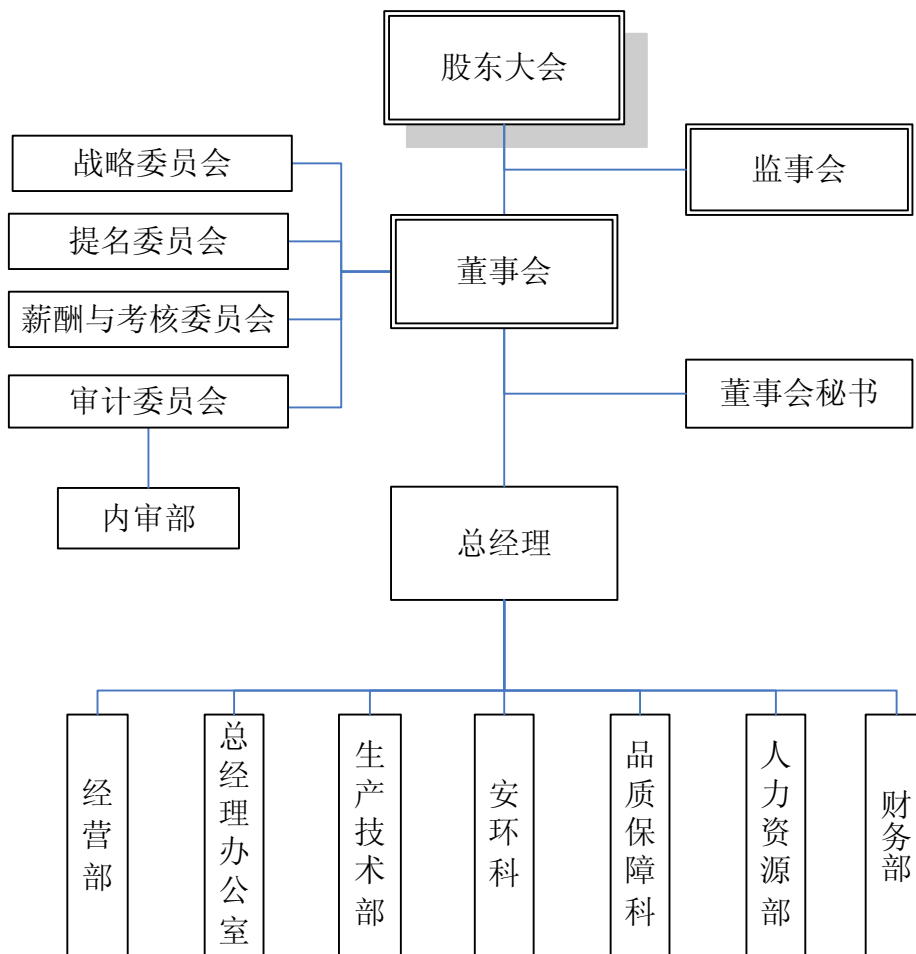 股东大会
战略委员会
监事会
提名委员会
董事会
薪酬与考核委员会
审计委员会
董事会秘书
内审部
总经理
经营部
总经理办公室
生产技术部
安环科
品质保障科
人力资源部
财务部